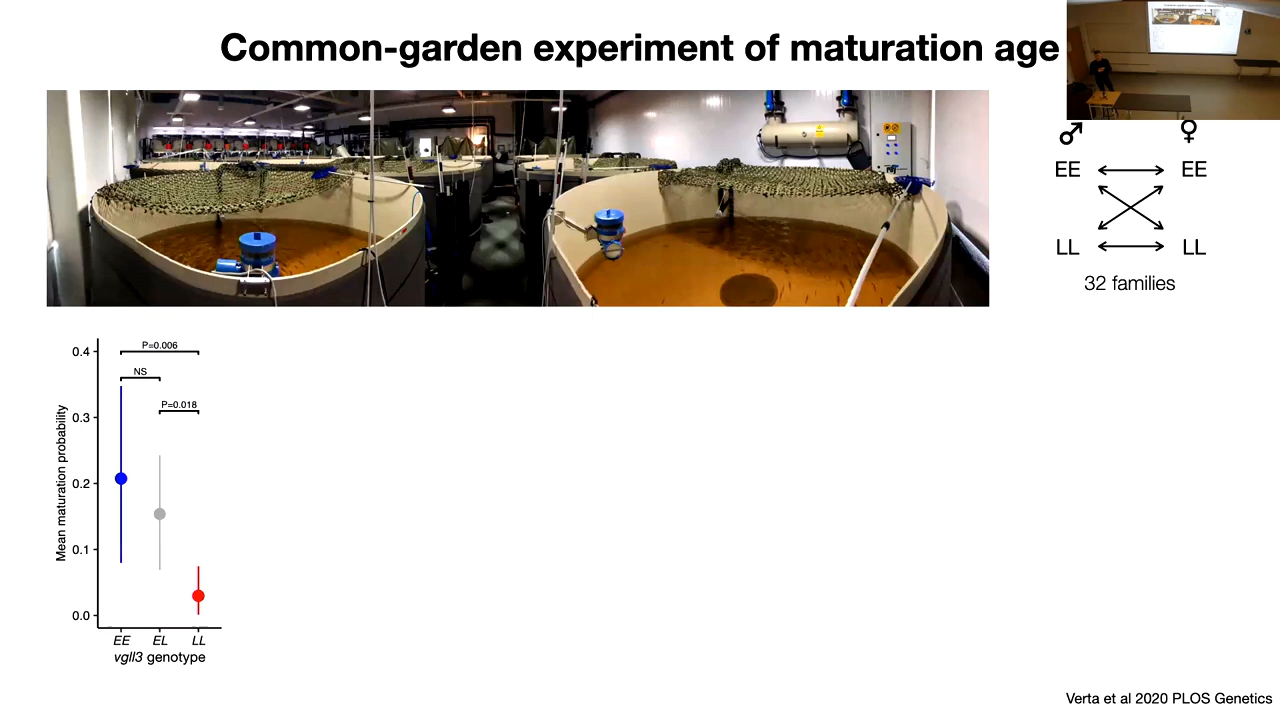 Common-garden experiment of maturation age
♂ ♀
EE EE
LL LL
32 families
P=0.006
NS
P=0.018
0.4
0.3
0.2
0.1
0.0
Mean maturation probability
EE EL LL
vgll3 genotype
Verta et al 2020 PLOS Genetics